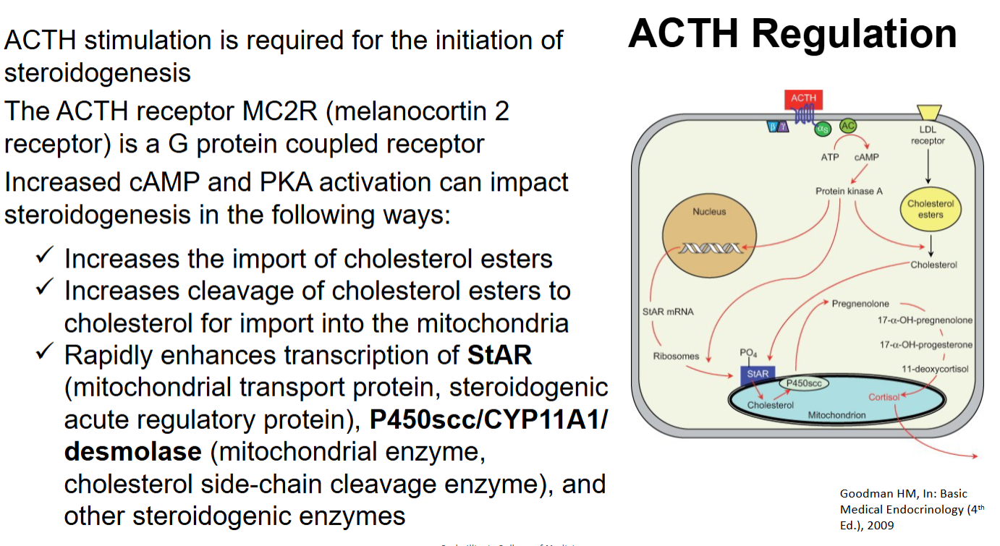 ACTH Regulation
ACTH stimulation is required for the initiation of
steroidogenesis
The ACTH receptor MC2R (melanocortin 2
receptor) is a G protein coupled receptor
Increased cAMP and PKA activation can impact
steroidogenesis in the following ways:
✓ Increases the import of cholesterol esters
✓ Increases cleavage of cholesterol esters to
cholesterol for import into the mitochondria
✓ Rapidly enhances transcription of StAR
(mitochondrial transport protein, steroidogenic
acute regulatory protein), P450scc/CYP11A1/
desmolase (mitochondrial enzyme,
cholesterol side-chain cleavage enzyme), and
other steroidogenic enzymes
ACTH
β γ
αs
AC
LDL
receptor
ATP cAMP
Protein kinase A
Cholesterol
esters
Nucleus
Cholesterol
StAR mRNA
Pregnenolone
17-α-OH-pregnenolone
17-α-OH-progesterone
11-deoxycortisol
Ribosomes
PO₄
StAR
P450scc
Cholesterol
Cortisol
Mitochondrion
Goodman HM, In: Basic
Medical Endocrinology (4th
Ed.), 2009